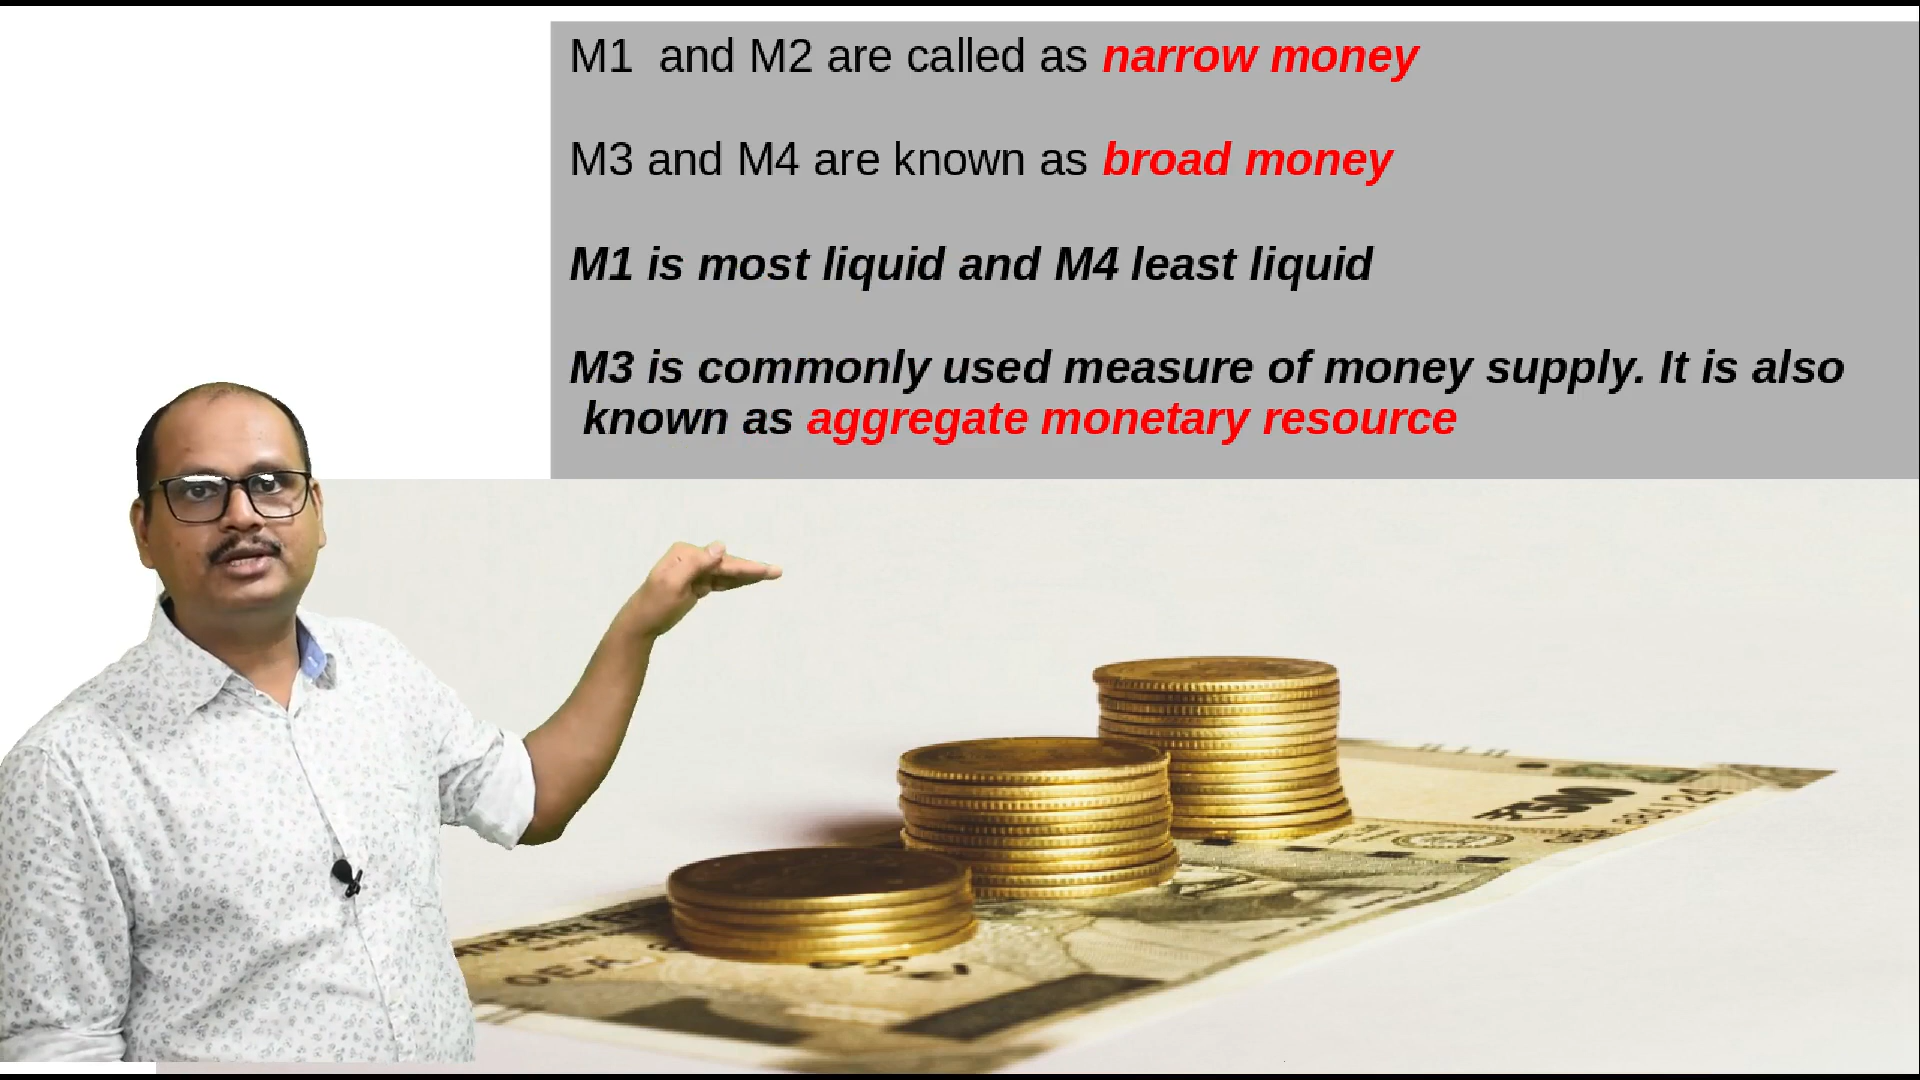 M1 and M2 are called as narrow money
M3 and M4 are known as broad money
M1 is most liquid and M4 least liquid
M3 is commonly used measure of money supply. It is also
known as aggregate monetary resource
₹500